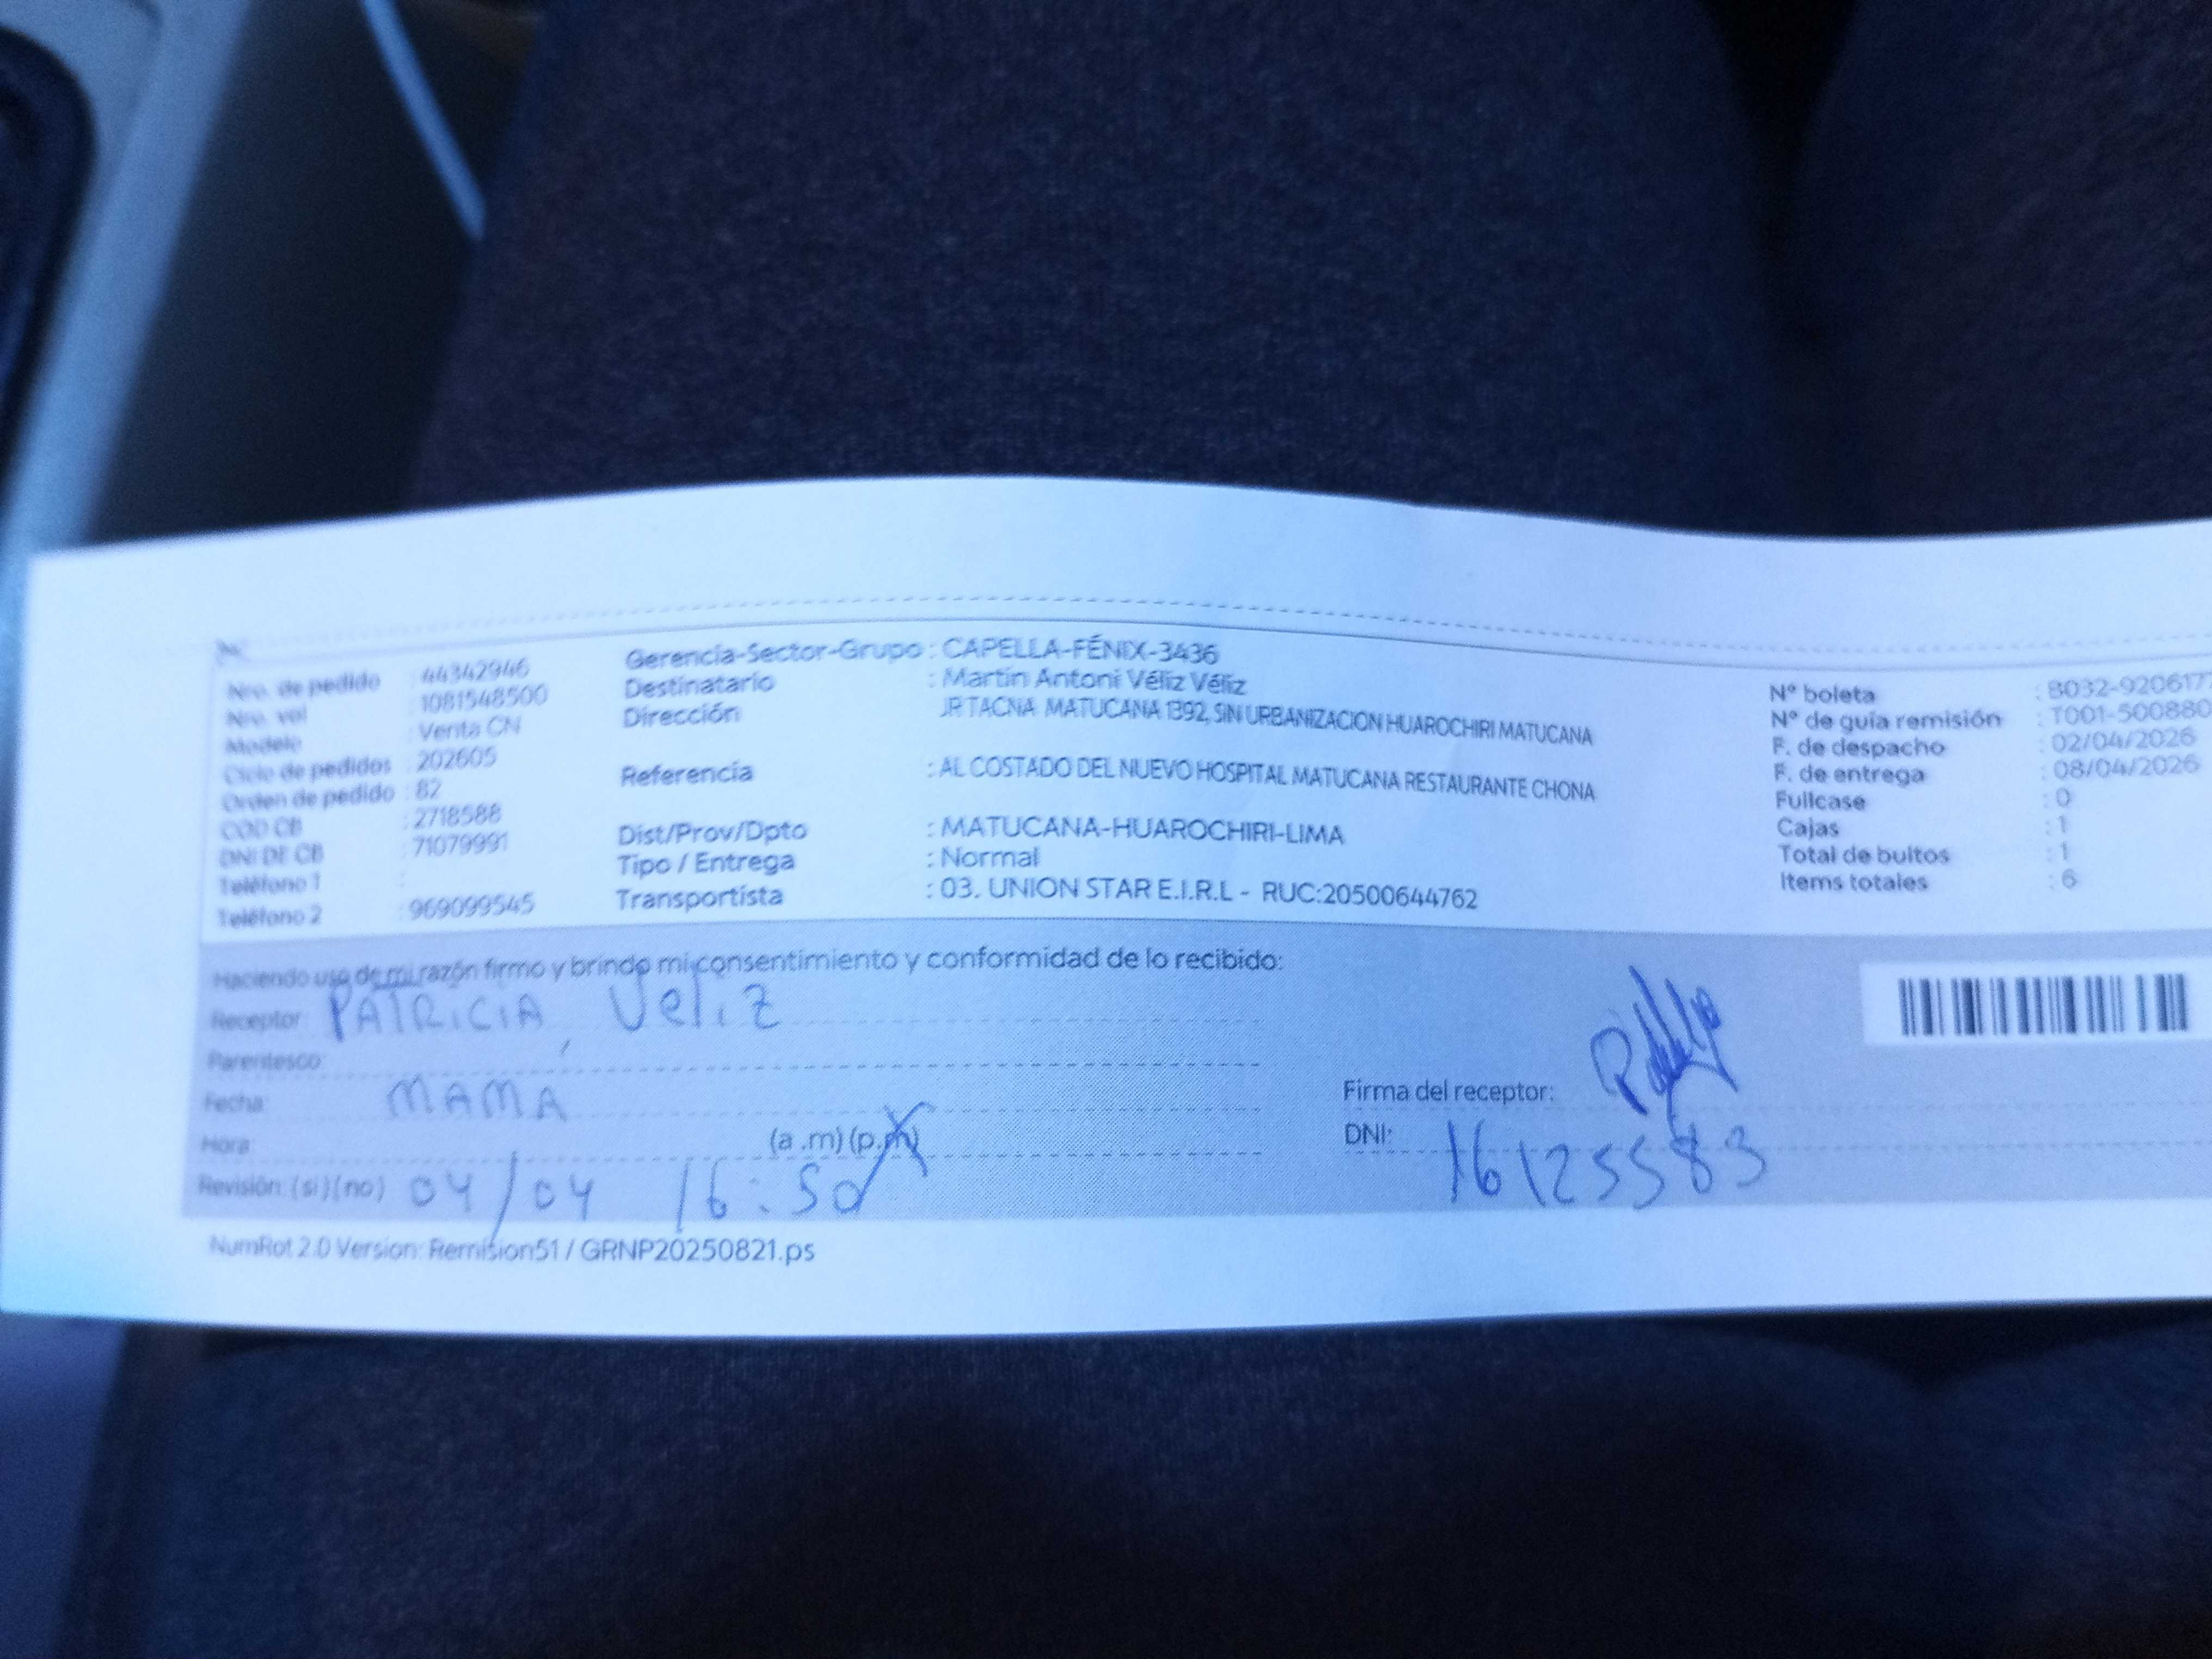 Nro. de pedido : 44342946
Nro. vol : 1081548500
Modelo : Venta CN
Ciclo de pedidos : 202605
Orden de pedido : 82
COD CB : 2718588
DNI DE CB : 71079991
Teléfono 1 :
Teléfono 2 : 969099545
Gerencia-Sector-Grupo : CAPELLA-FÉNIX-3436
Destinatario : Martin Antoni Véliz Véliz
Dirección JR TACNA MATUCANA 1392, SIN URBANIZACION HUAROCHIRI MATUCANA
Referencia : AL COSTADO DEL NUEVO HOSPITAL MATUCANA RESTAURANTE CHONA
Dist/Prov/Dpto : MATUCANA-HUAROCHIRI-LIMA
Tipo / Entrega : Normal
Transportista : 03. UNION STAR E.I.R.L - RUC:20500644762
N° boleta : B032-920617
N° de guía remisión : T001-500880
F. de despacho : 02/04/2026
F. de entrega : 08/04/2026
Fullcase : 0
Cajas : 1
Total de bultos : 1
Items totales : 6
Haciendo uso de mi razón firmo y brindo mi consentimiento y conformidad de lo recibido:
Receptor: PATRICIA Veliz
Parentesco:
Fecha: MAMÁ
Hora: (a.m) (p.m)
Revisión: (si) (no) 04/04 16:50
Firma del receptor:
DNI: 16125583
NumRot 2.0 Version: Remision51 / GRNP20250821.ps